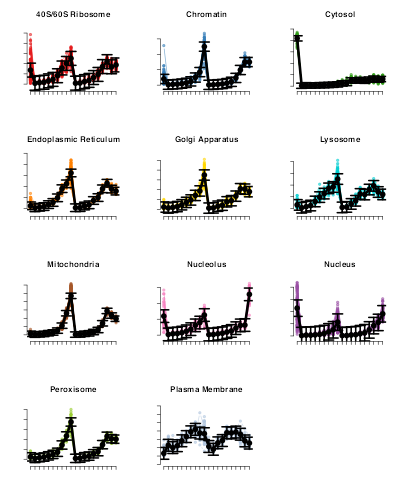 40S/60S Ribosome
Chromatin
Cytosol
Endoplasmic Reticulum
Golgi Apparatus
Lysosome
Mitochondria
Nucleolus
Nucleus
Peroxisome
Plasma Membrane